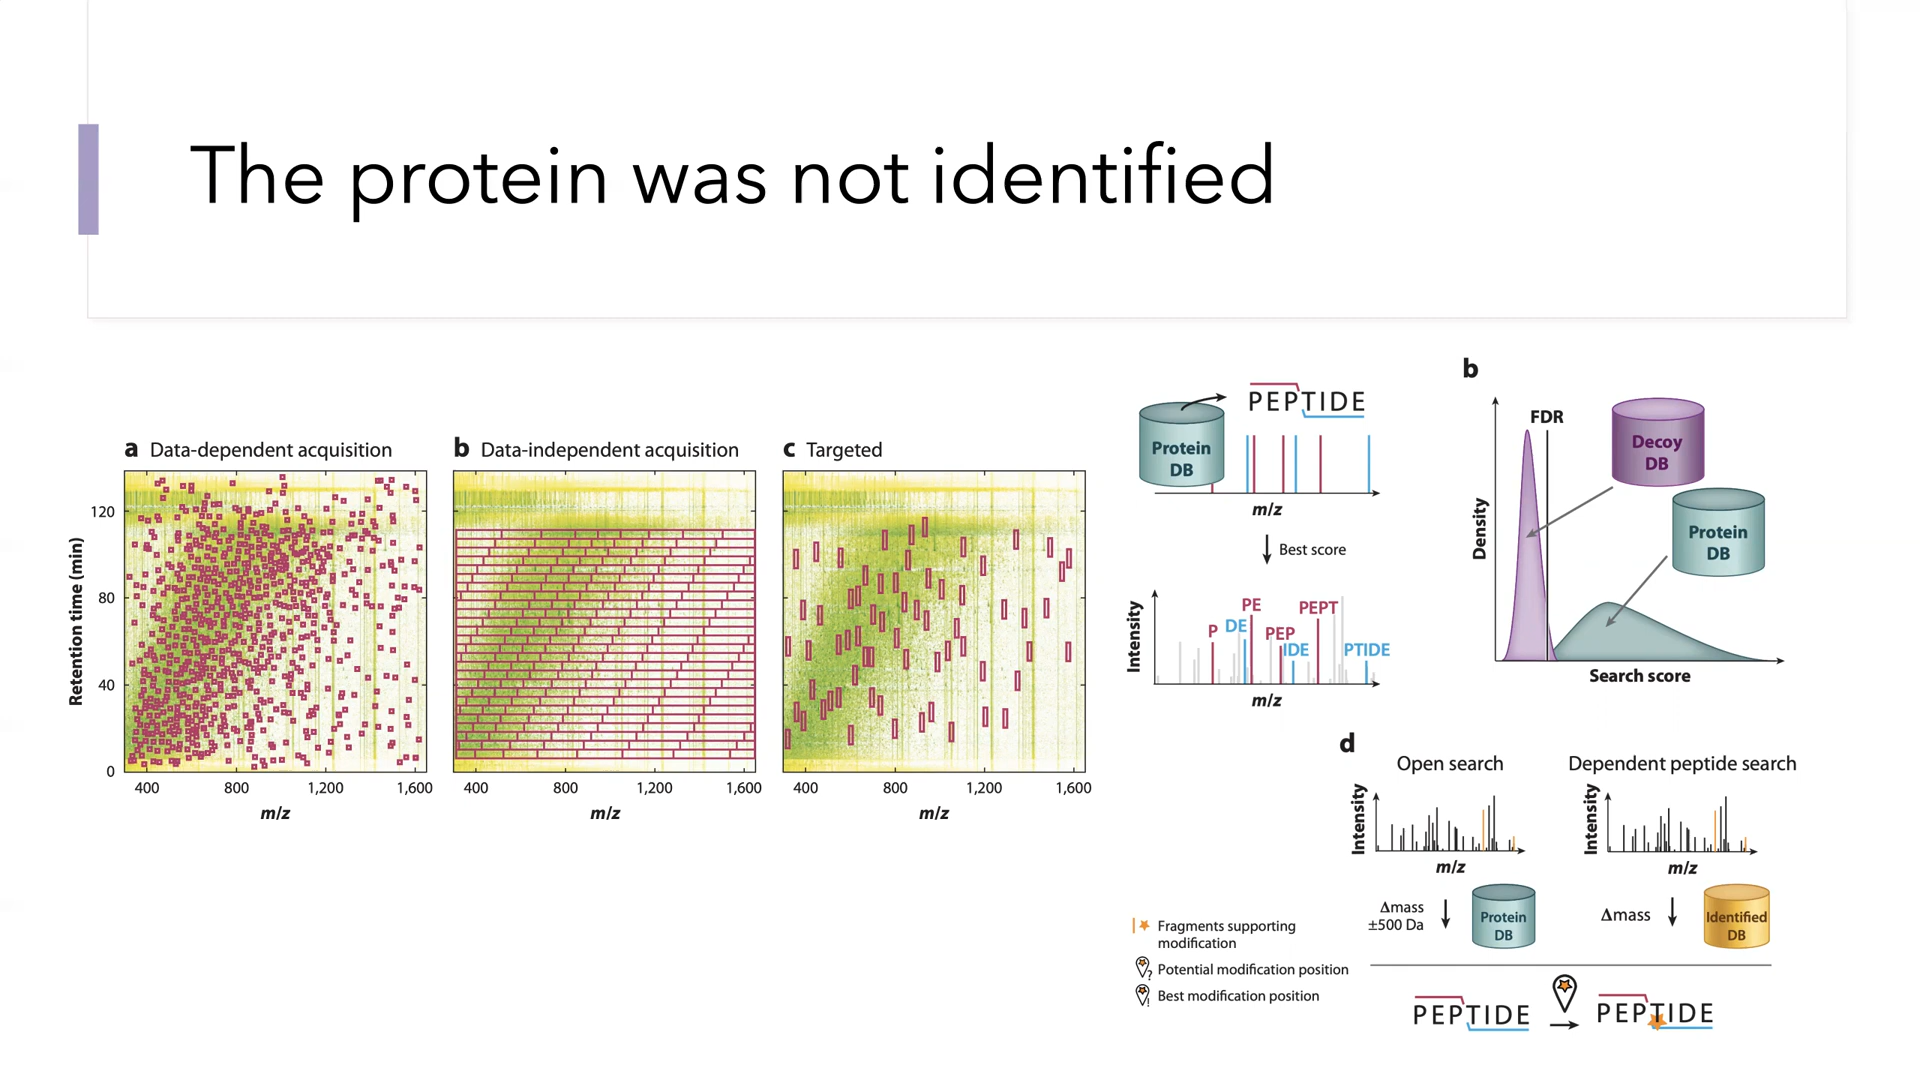 The protein was not identified
a Data-dependent acquisition
b Data-independent acquisition
c Targeted
Retention time (min)
120
80
40
0
400 800 1,200 1,600
m/z
400 800 1,200 1,600
m/z
400 800 1,200 1,600
m/z
Protein
DB
PEPTIDE
m/z
Best score
Intensity
P
DE
PE
PEP
IDE
PEPT
PTIDE
m/z
b
Density
FDR
Decoy
DB
Protein
DB
Search score
d
Open search
Intensity
m/z
Δmass
±500 Da
Protein
DB
Dependent peptide search
Intensity
m/z
Δmass
Identified
DB
Fragments supporting
modification
? Potential modification position
! Best modification position
PEPTIDE
PEPTIDE